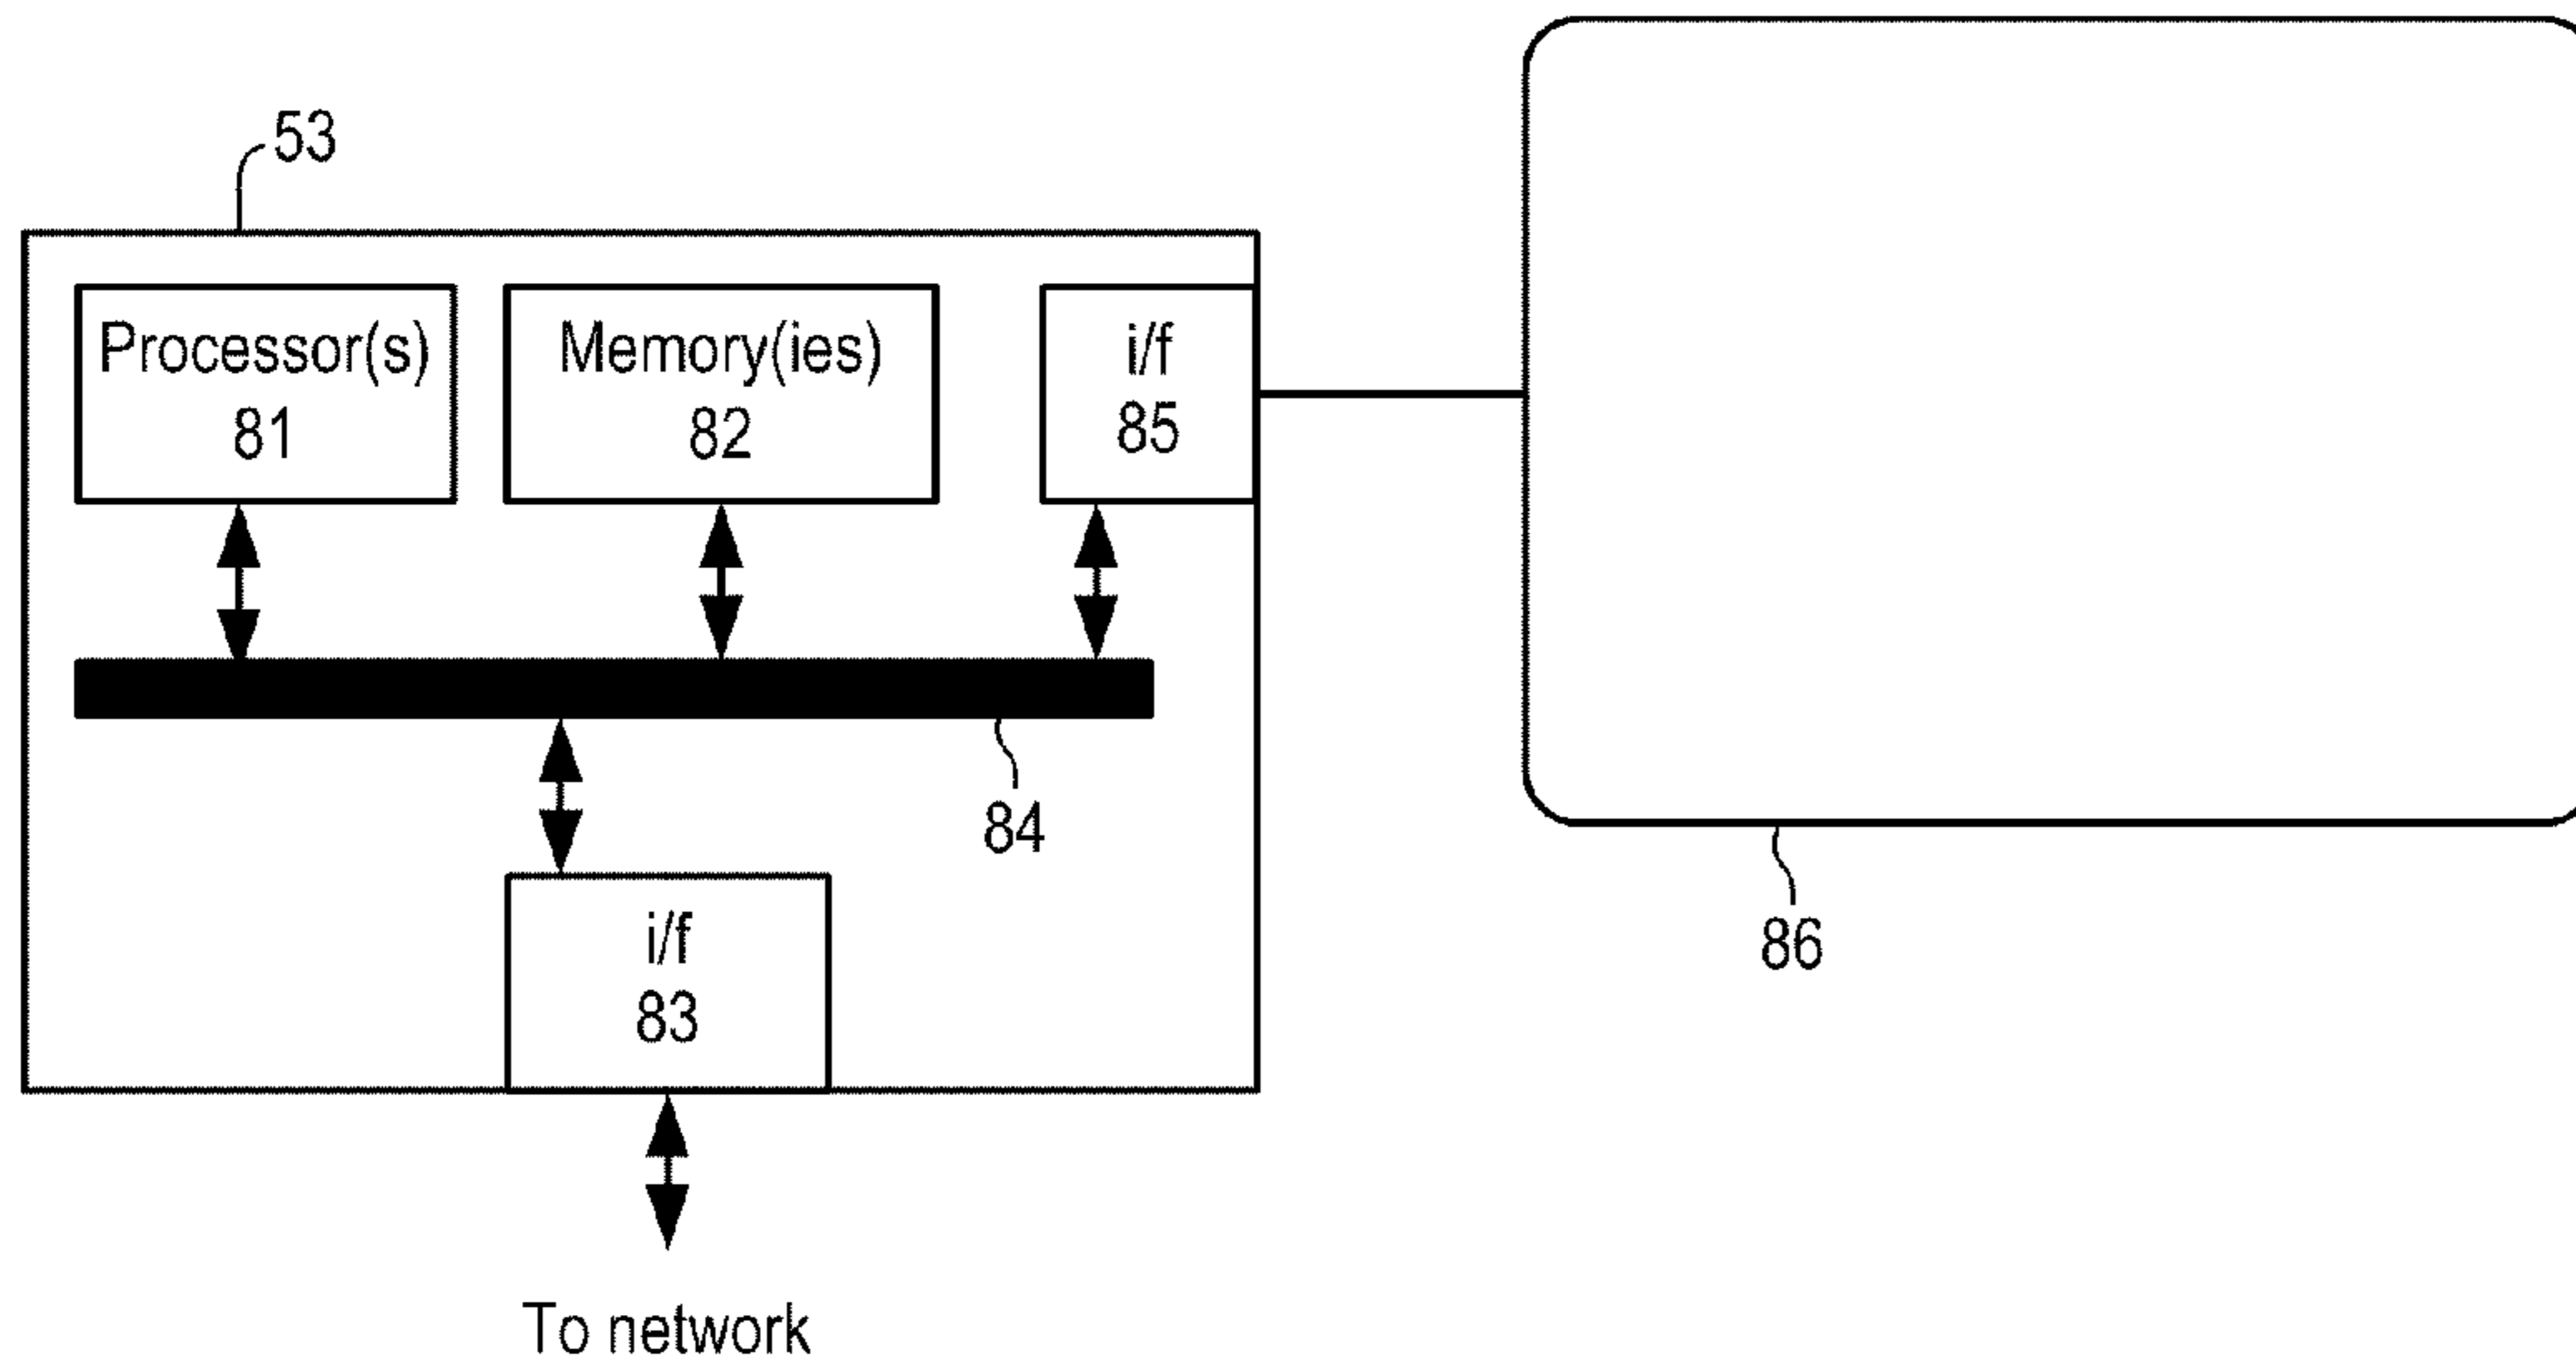 53
Processor(s)
81
Memory(ies)
82
i/f
85
84
86
i/f
83
To network